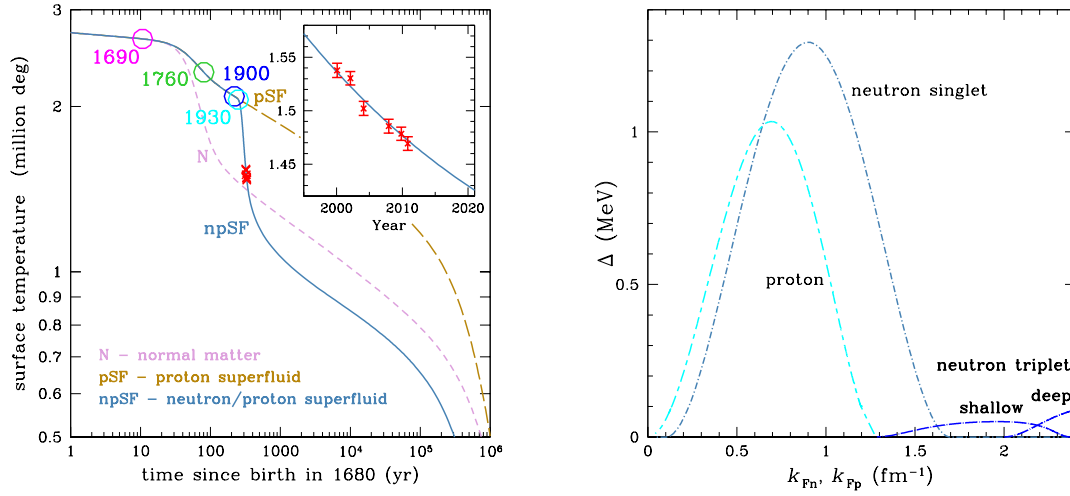 surface temperature (million deg)
2
1
0.9
0.8
0.7
0.6
0.5
1690
1760
1900
1930
pSF
N
npSF
N – normal matter
pSF – proton superfluid
npSF – neutron/proton superfluid
1 10 100 1000 10⁴ 10⁵ 10⁶
time since birth in 1680 (yr)
1.55
1.5
1.45
2000 2010 2020
Year
Δ (MeV)
1
0.5
0
neutron singlet
proton
neutron triplet
deep
shallow
0 0.5 1 1.5 2
k_Fn, k_Fp (fm⁻¹)